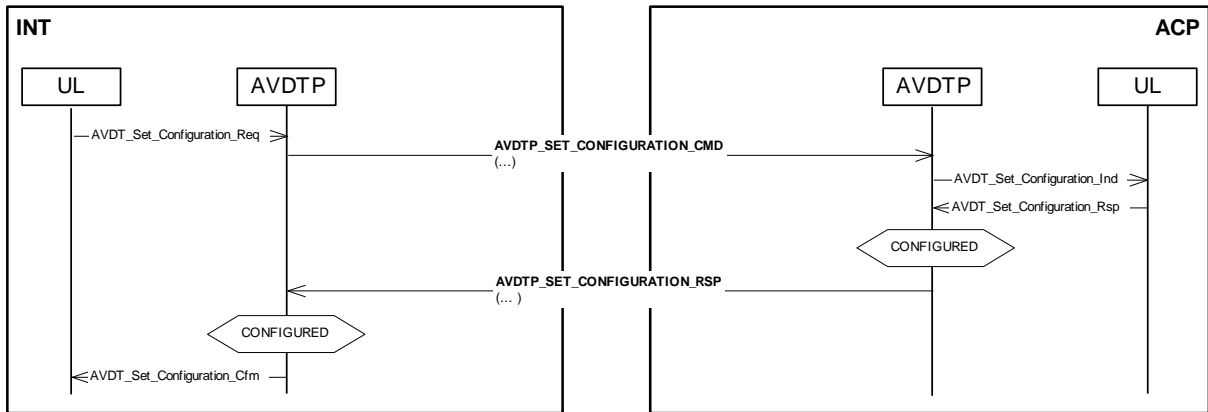 INT
ACP
UL
AVDTP
AVDTP
UL
AVDT_Set_Configuration_Req
AVDTP_SET_CONFIGURATION_CMD
(...)
AVDT_Set_Configuration_Ind
AVDT_Set_Configuration_Rsp
CONFIGURED
AVDTP_SET_CONFIGURATION_RSP
(... )
CONFIGURED
AVDT_Set_Configuration_Cfm